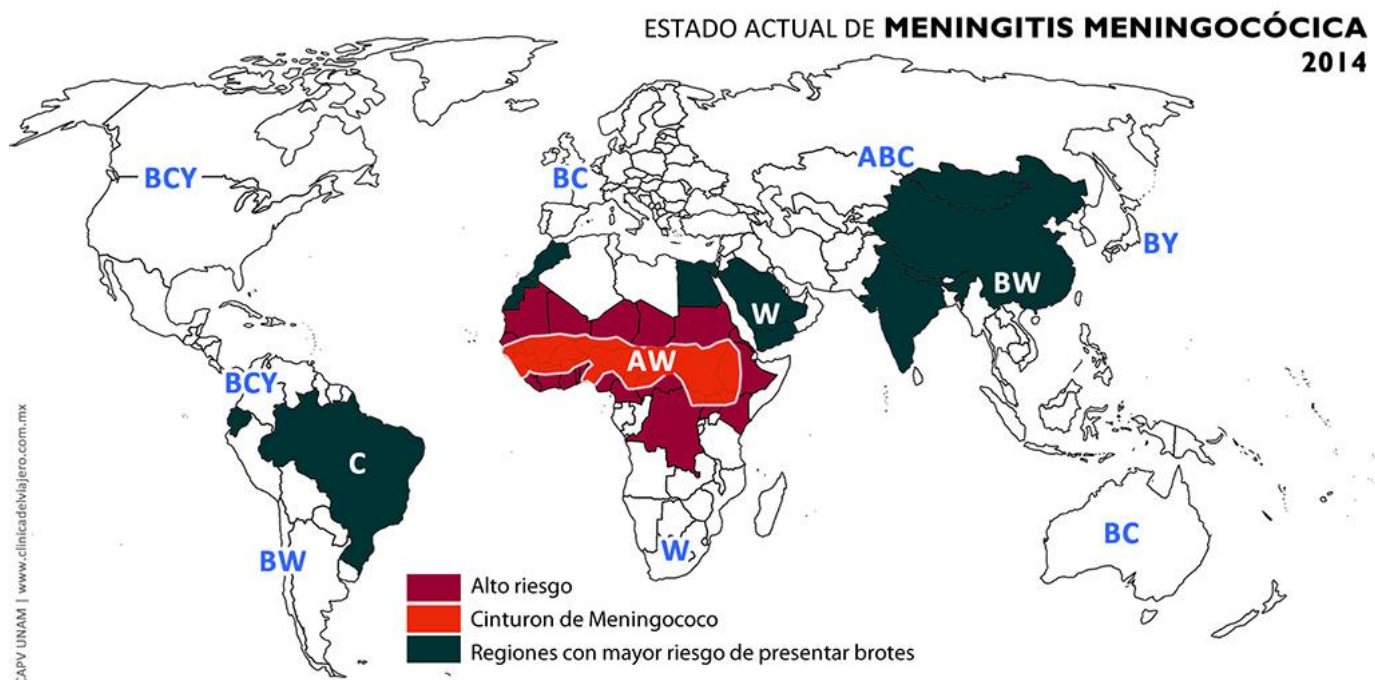 ESTADO ACTUAL DE MENINGITIS MENINGOCÓCICA
2014
BCY
BC
ABC
BY
BW
W
AW
BCY
C
BW
W
BC
Alto riesgo
Cinturon de Meningococo
Regiones con mayor riesgo de presentar brotes
CAPV UNAM | www.clinicadelviajero.com.mx